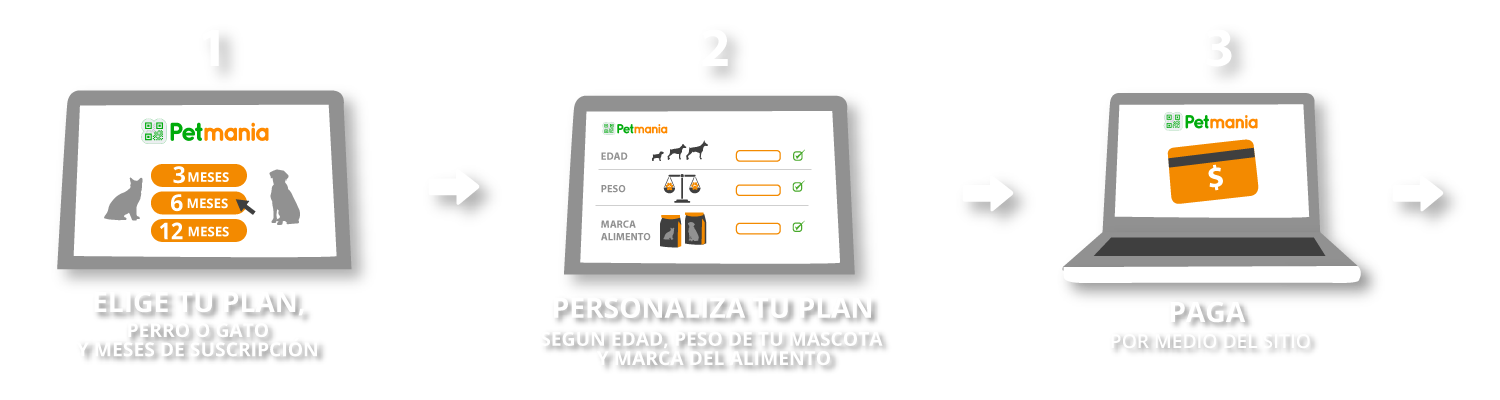 1
Petmania
3 MESES
6 MESES
12 MESES
ELIGE TU PLAN,
PERRO O GATO
Y MESES DE SUSCRIPCIÓN
2
Petmania
EDAD
PESO
MARCA
ALIMENTO
PERSONALIZA TU PLAN
SEGÚN EDAD, PESO DE TU MASCOTA
Y MARCA DEL ALIMENTO
3
Petmania
$
PAGA
POR MEDIO DEL SITIO